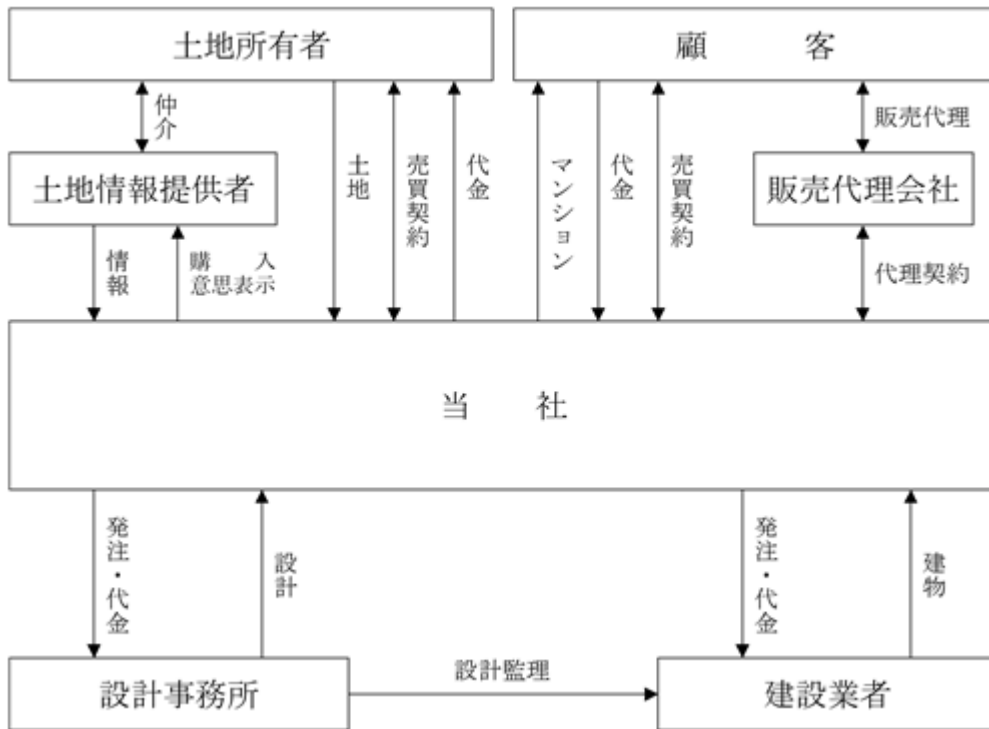 土地所有者
顧客
仲介
販売代理
土地情報提供者
土地
売買契約
代金
マンション
代金
売買契約
販売代理会社
情報
購入
意思表示
代理契約
当社
発注・代金
設計
発注・代金
建物
設計事務所
設計監理
建設業者